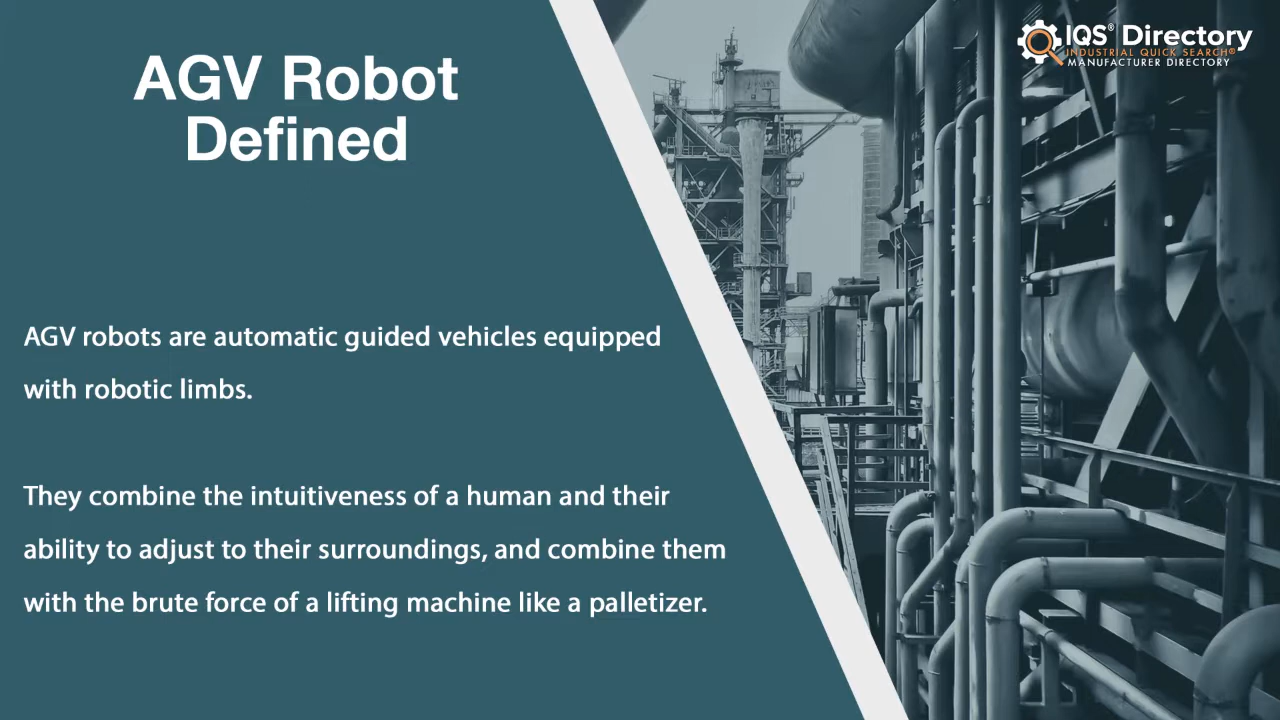 AGV Robot
Defined
IQS® Directory
INDUSTRIAL QUICK SEARCH®
MANUFACTURER DIRECTORY
AGV robots are automatic guided vehicles equipped
with robotic limbs.
They combine the intuitiveness of a human and their
ability to adjust to their surroundings, and combine them
with the brute force of a lifting machine like a palletizer.